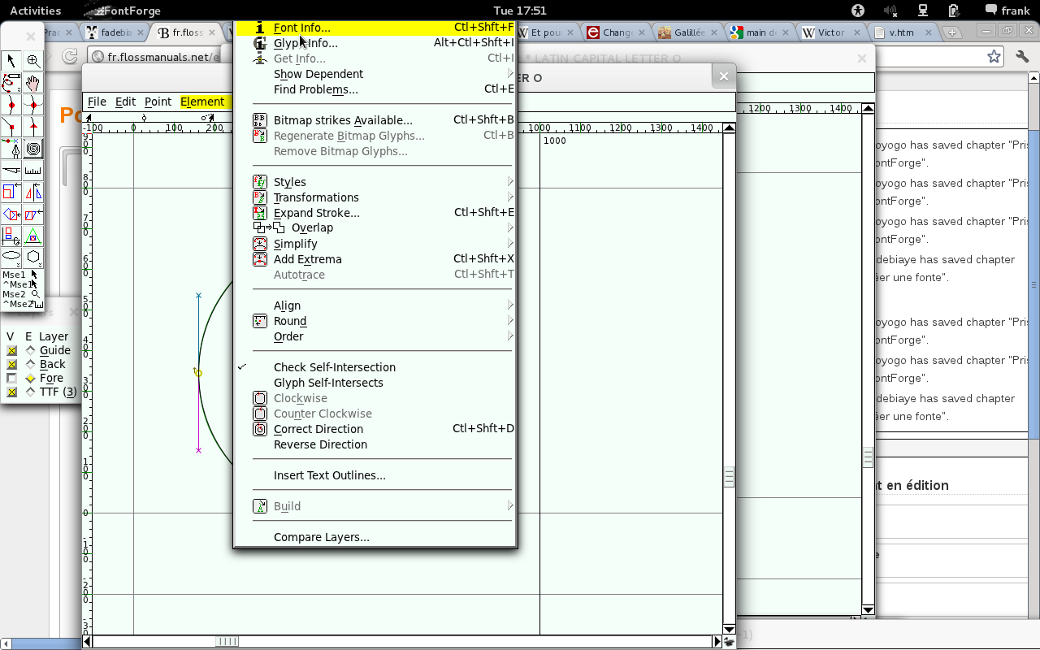 Activities
FontForge
Tue 17:51
frank
fadebia
fr.floss
Et pou
Chang
Galilée
main d
Victor
v.htm
fr.flossmanuals.net/e
LATIN CAPITAL LETTER O
ER O
File Edit Point Element
Font Info... Ctl+Shft+F
Glyph Info... Alt+Ctl+Shft+I
Get Info... Ctl+I
Show Dependent
Find Problems... Ctl+E
Bitmap strikes Available... Ctl+Shft+B
Regenerate Bitmap Glyphs... Ctl+B
Remove Bitmap Glyphs...
Styles
Transformations
Expand Stroke... Ctl+Shft+E
Overlap
Simplify
Add Extrema Ctl+Shft+X
Autotrace Ctl+Shft+T
Align
Round
Order
Check Self-Intersection
Glyph Self-Intersects
Clockwise
Counter Clockwise
Correct Direction Ctl+Shft+D
Reverse Direction
Insert Text Outlines...
Build
Compare Layers...
-100 0 100 200
1000 1100 1200 1300 1400
1000
1200 1300 1400
Mse1
^Mse1
Mse2
^Mse2
V E Layer
Guide
Back
Fore
TTF (3)
oyogo has saved chapter "Pris
ontForge".
oyogo has saved chapter "Pris
ontForge".
oyogo has saved chapter "Pris
ontForge".
debiaye has saved chapter
éer une fonte".
oyogo has saved chapter "Pris
ontForge".
oyogo has saved chapter "Pris
ontForge".
debiaye has saved chapter
éer une fonte".
nt en édition